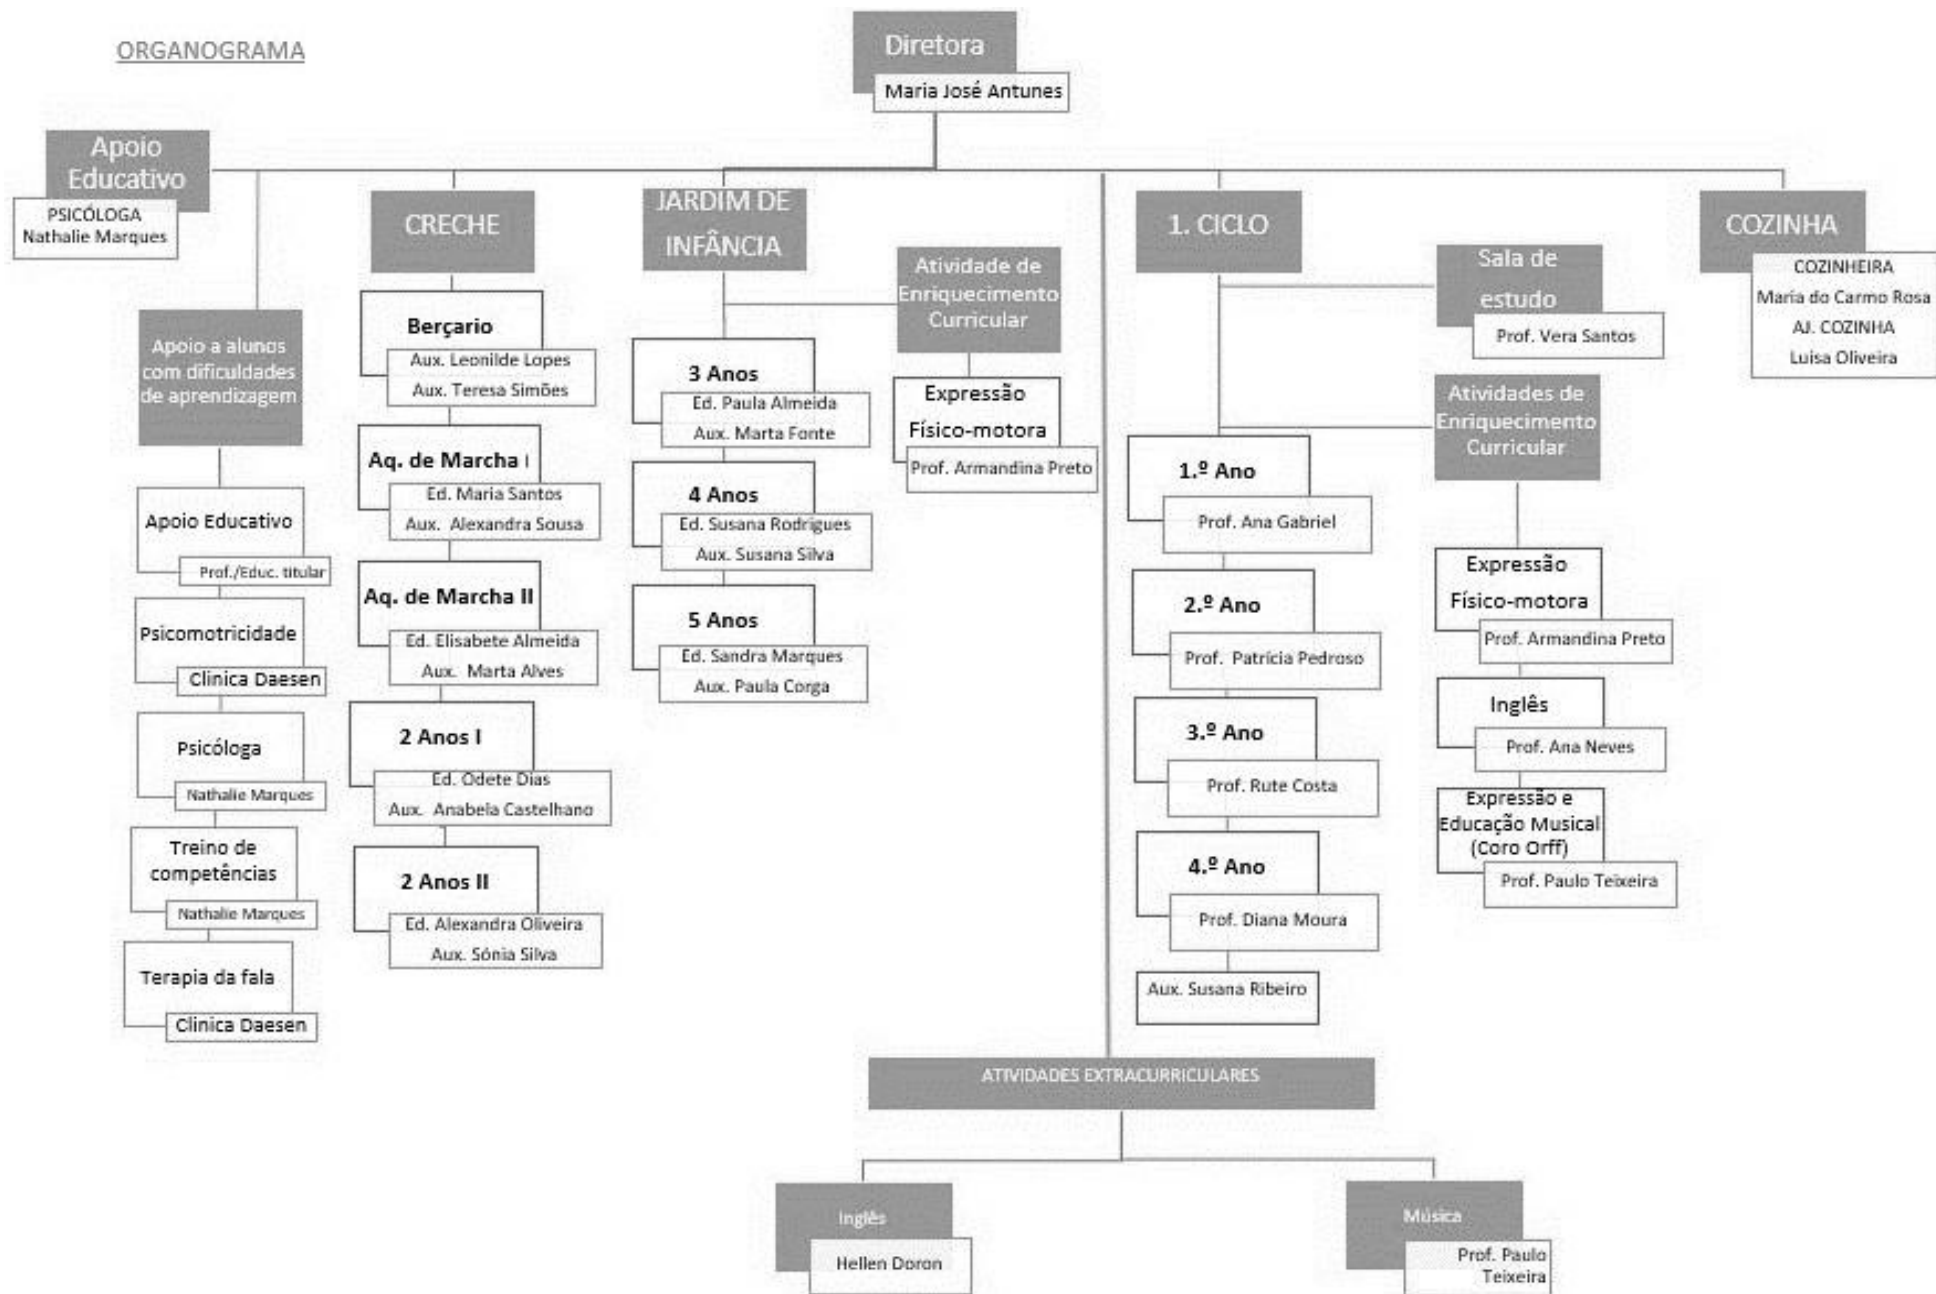 ORGANOGRAMA
Diretora
Maria José Antunes
Apoio
Educativo
PSICÓLOGA
Nathalie Marques
Apoio a alunos
com dificuldades
de aprendizagem
Apoio Educativo
Prof./Educ. titular
Psicomotricidade
Clinica Daesen
Psicóloga
Nathalie Marques
Treino de
competências
Nathalie Marques
Terapia da fala
Clinica Daesen
CRECHE
Berçario
Aux. Leonilde Lopes
Aux. Teresa Simões
Aq. de Marcha I
Ed. Maria Santos
Aux. Alexandra Sousa
Aq. de Marcha II
Ed. Elisabete Almeida
Aux. Marta Alves
2 Anos I
Ed. Odete Dias
Aux. Anabela Castelhano
2 Anos II
Ed. Alexandra Oliveira
Aux. Sónia Silva
JARDIM DE
INFÂNCIA
3 Anos
Ed. Paula Almeida
Aux. Marta Fonte
4 Anos
Ed. Susana Rodrigues
Aux. Susana Silva
5 Anos
Ed. Sandra Marques
Aux. Paula Corga
Atividade de
Enriquecimento
Curricular
Expressão
Físico-motora
Prof. Armandina Preto
1. CICLO
1.º Ano
Prof. Ana Gabriel
2.º Ano
Prof. Patrícia Pedroso
3.º Ano
Prof. Rute Costa
4.º Ano
Prof. Diana Moura
Aux. Susana Ribeiro
Sala de
estudo
Prof. Vera Santos
Atividades de
Enriquecimento
Curricular
Expressão
Físico-motora
Prof. Armandina Preto
Inglês
Prof. Ana Neves
Expressão e
Educação Musical
(Coro Orff)
Prof. Paulo Teixeira
COZINHA
COZINHEIRA
Maria do Carmo Rosa
AJ. COZINHA
Luisa Oliveira
ATIVIDADES EXTRACURRICULARES
Inglês
Hellen Doron
Música
Prof. Paulo
Teixeira